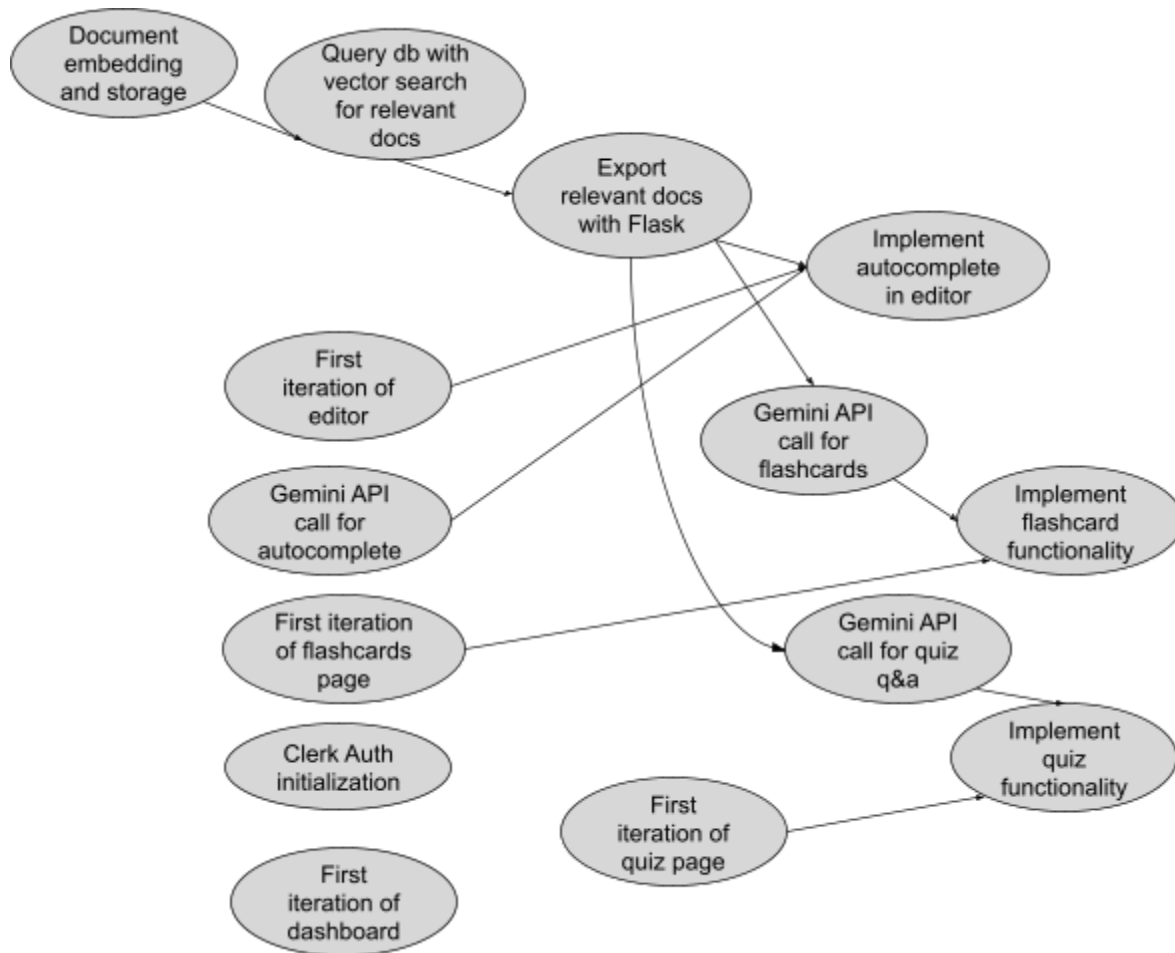 Document
embedding
and storage
Query db with
vector search
for relevant
docs
Export
relevant docs
with Flask
Implement
autocomplete
in editor
First
iteration of
editor
Gemini API
call for
flashcards
Gemini API
call for
autocomplete
Implement
flashcard
functionality
First iteration
of flashcards
page
Gemini API
call for quiz
q&a
Clerk Auth
initialization
Implement
quiz
functionality
First
iteration of
quiz page
First
iteration of
dashboard